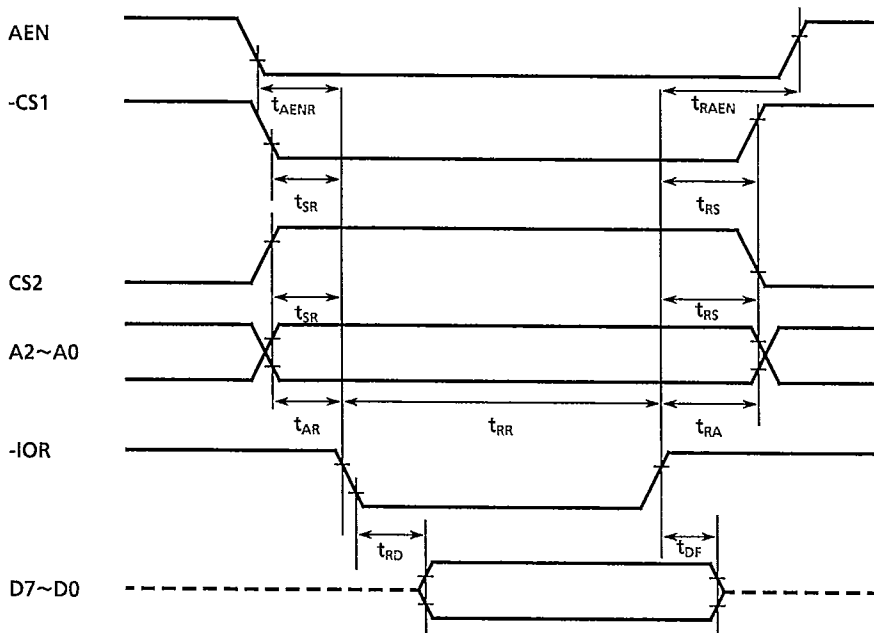 AEN
tAENR
tRAEN
-CS1
tSR
tRS
CS2
tSR
tRS
A2~A0
tAR
tRR
tRA
-IOR
tRD
tDF
D7~D0